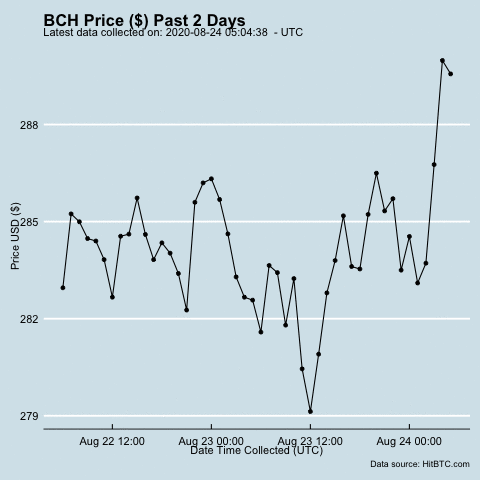 BCH Price ($) Past 2 Days
Latest data collected on: 2020-08-24 05:04:38 - UTC
288
285
282
279
Price USD ($)
Aug 22 12:00 Aug 23 00:00 Aug 23 12:00 Aug 24 00:00
Date Time Collected (UTC)
Data source: HitBTC.com